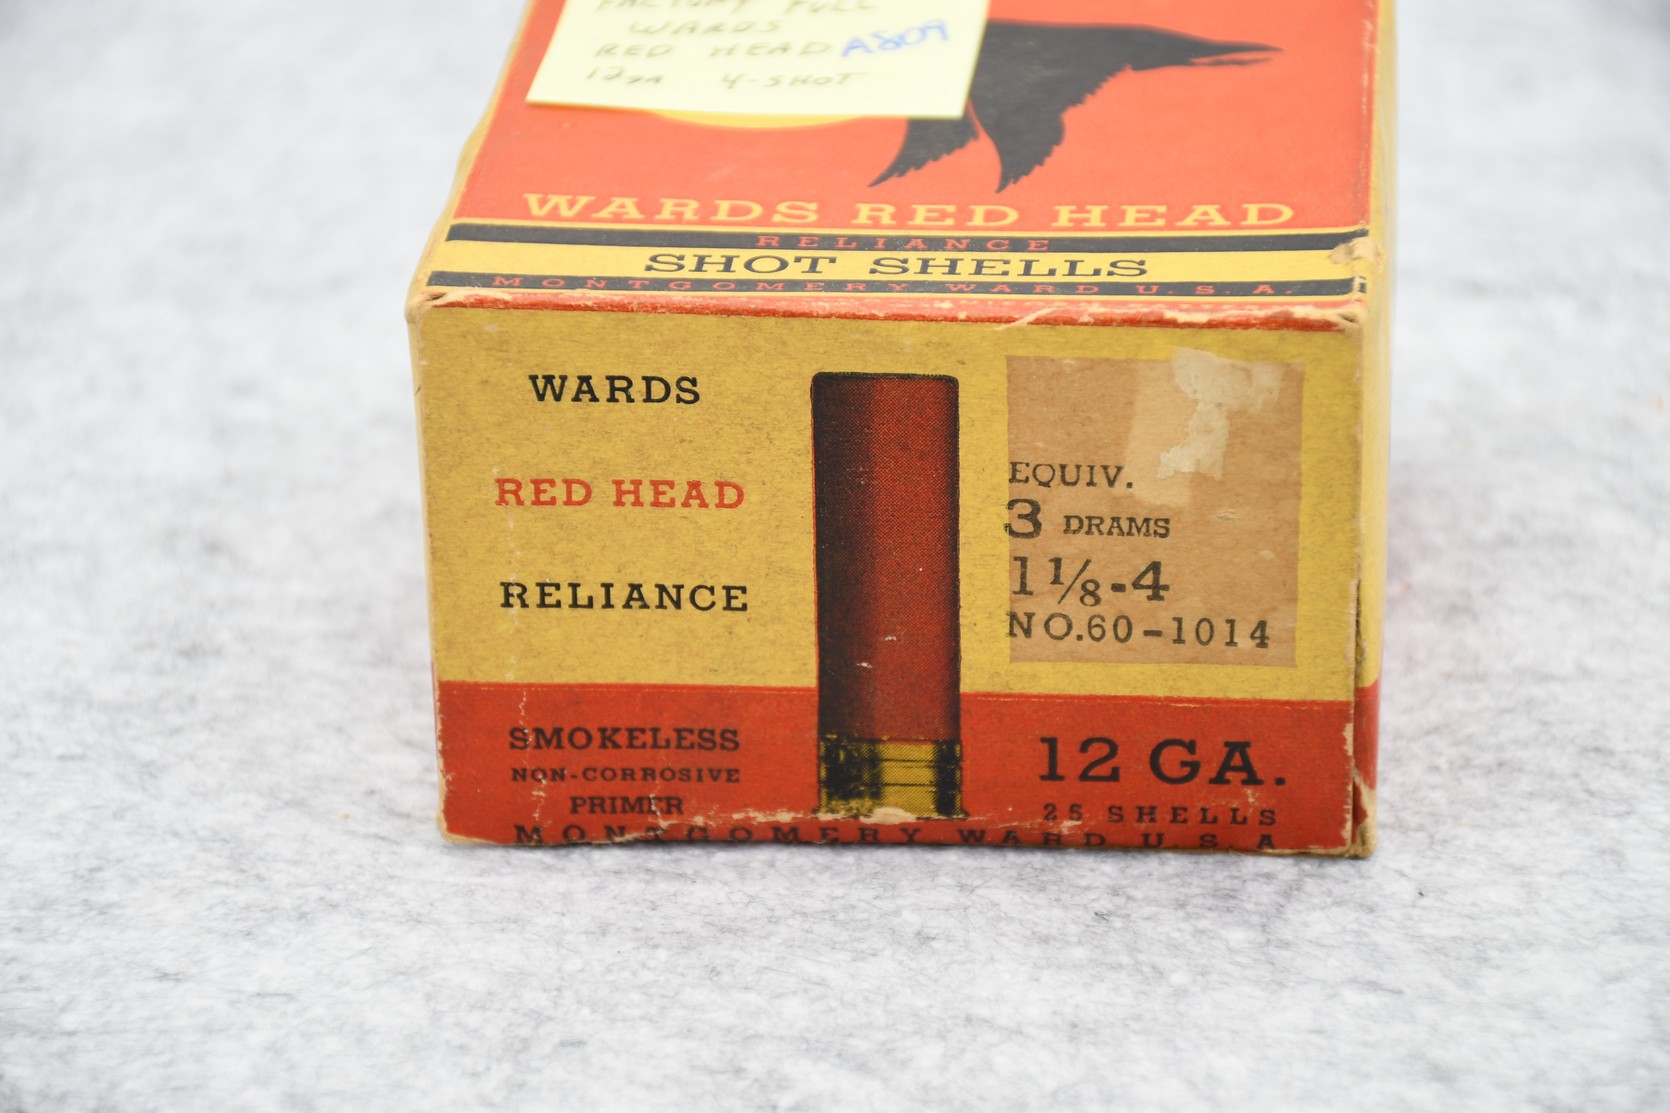 FACTORY FULL
WARDS
RED HEAD A809
12ga 4-SHOT
WARDS RED HEAD
RELIANCE
SHOT SHELLS
MONTGOMERY WARD U.S.A.
WARDS
RED HEAD
RELIANCE
EQUIV.
3 DRAMS
1 1/8-4
NO.60-1014
SMOKELESS
NON-CORROSIVE
PRIMER
12 GA.
25 SHELLS
MONTGOMERY WARD U.S.A